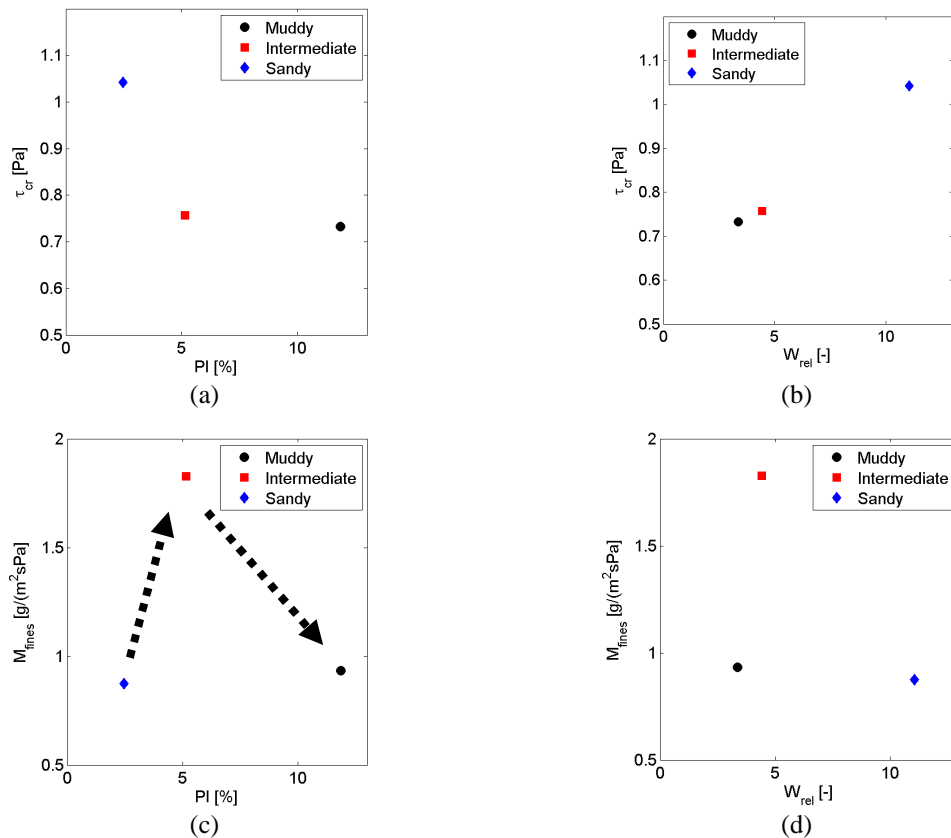 1.1
1
0.9
0.8
0.7
0.6
0.5
τcr [Pa]
0 5 10
PI [%]
Muddy
Intermediate
Sandy
(a)
1.1
1
0.9
0.8
0.7
0.6
0.5
τcr [Pa]
0 5 10
Wrel [-]
Muddy
Intermediate
Sandy
(b)
2
1.5
1
0.5
Mfines [g/(m²sPa]
0 5 10
PI [%]
Muddy
Intermediate
Sandy
(c)
2
1.5
1
0.5
Mfines [g/(m²sPa]
0 5 10
Wrel [-]
Muddy
Intermediate
Sandy
(d)